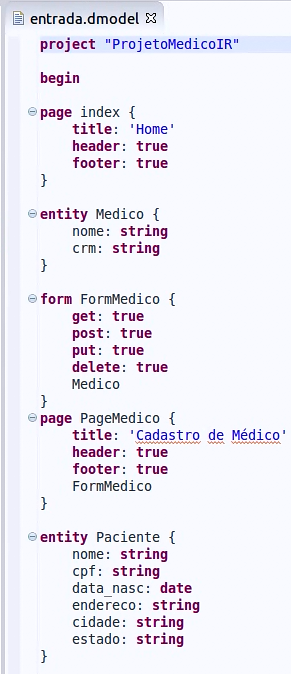 entrada.dmodel
project "ProjetoMedicoIR"
begin
page index {
title: 'Home'
header: true
footer: true
}
entity Medico {
nome: string
crm: string
}
form FormMedico {
get: true
post: true
put: true
delete: true
Medico
}
page PageMedico {
title: 'Cadastro de Médico'
header: true
footer: true
FormMedico
}
entity Paciente {
nome: string
cpf: string
data_nasc: date
endereco: string
cidade: string
estado: string
}